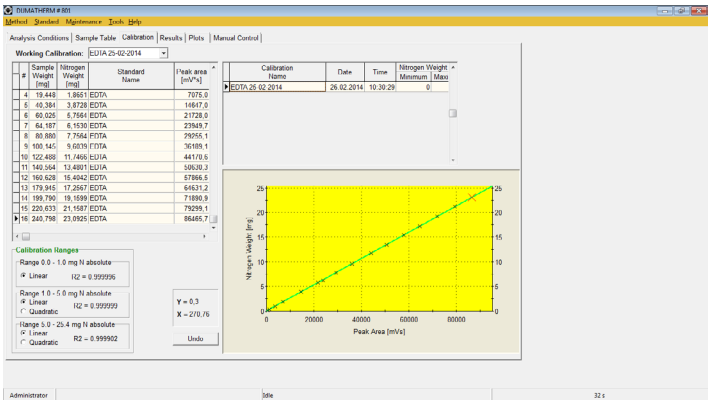 DUMATHERM # 801
Method Standard Maintenance Tools Help
Analysis Conditions Sample Table Calibration Results Plots Manual Control
Working Calibration: EDTA 25-02-2014
# Sample Weight [mg] Nitrogen Weight [mg] Standard Name Peak area [mV*s]
4 19,448 1,8651 EDTA 7075,0
5 40,384 3,8728 EDTA 14647,0
6 60,025 5,7564 EDTA 21728,0
7 64,187 6,1530 EDTA 23949,7
8 80,880 7,7564 EDTA 29255,1
9 100,145 9,6039 EDTA 36189,1
10 122,488 11,7466 EDTA 44170,6
11 140,564 13,4801 EDTA 50630,3
12 160,628 15,4042 EDTA 57866,5
13 179,945 17,2567 EDTA 64631,2
14 199,790 19,1599 EDTA 71890,9
15 220,633 21,1587 EDTA 79299,1
16 240,798 23,0925 EDTA 86465,7
Calibration Name Date Time Nitrogen Weight Minimum Maxi
EDTA 25 02 2014 26.02.2014 10:30:29 0
Calibration Ranges
Range 0.0 - 1.0 mg N absolute
Linear R2 = 0.999996
Range 1.0 - 5.0 mg N absolute
Linear
Quadratic
R2 = 0.999999
Range 5.0 - 25.4 mg N absolute
Linear
Quadratic
R2 = 0.999902
Y = 0,3
X = 270,76
Undo
Nitrogen Weight [mg]
25
20
15
10
5
0
25
20
15
10
5
0
0 20000 40000 60000 80000
Peak Area [mVs]
Administrator Idle 32 s